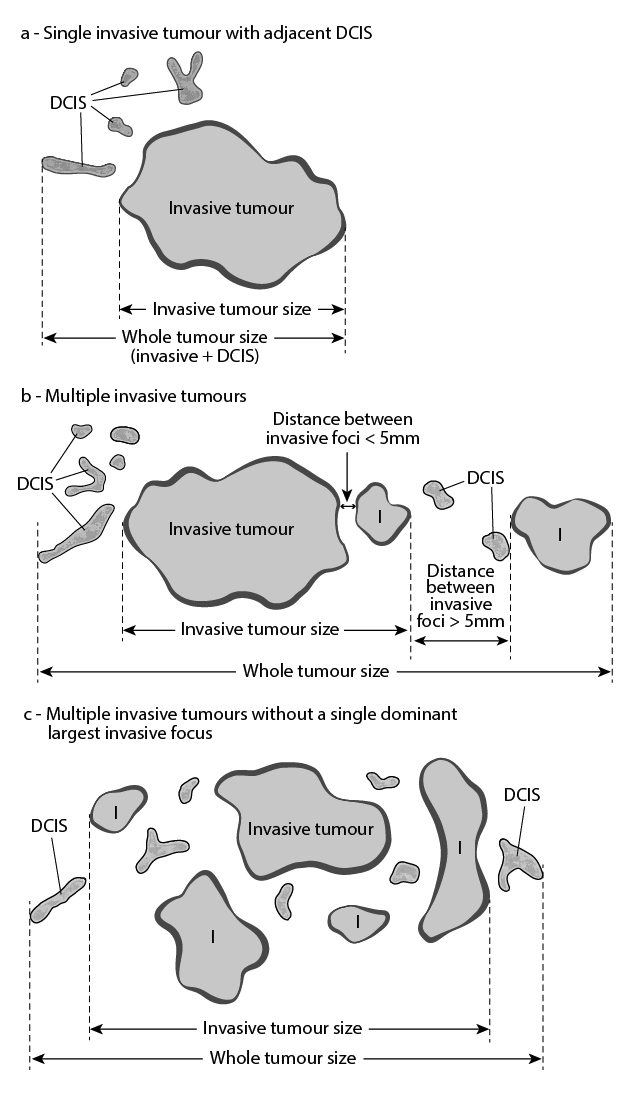 a - Single invasive tumour with adjacent DCIS
DCIS
Invasive tumour
Invasive tumour size
Whole tumour size
(invasive + DCIS)
b - Multiple invasive tumours
Distance between
invasive foci < 5mm
DCIS
DCIS
Invasive tumour
I
I
Distance
between
invasive
foci > 5mm
Invasive tumour size
Whole tumour size
c - Multiple invasive tumours without a single dominant
largest invasive focus
DCIS
DCIS
I
Invasive tumour
I
I
I
Invasive tumour size
Whole tumour size